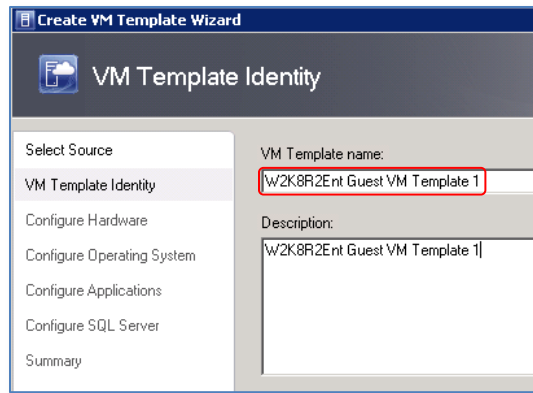 Create VM Template Wizard
VM Template Identity
Select Source
VM Template Identity
Configure Hardware
Configure Operating System
Configure Applications
Configure SQL Server
Summary
VM Template name:
W2K8R2Ent Guest VM Template 1
Description:
W2K8R2Ent Guest VM Template 1